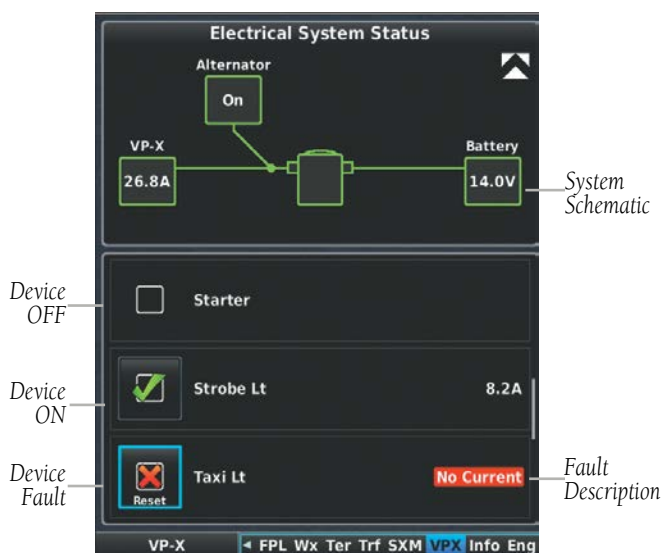 Electrical System Status
Alternator
On
VP-X
26.8A
Battery
14.0V
System
Schematic
Device
OFF
Starter
Device
ON
Strobe Lt
8.2A
Device
Fault
Reset
Taxi Lt
No Current
Fault
Description
VP-X
FPL Wx Ter Trf SXM VPX Info Eng